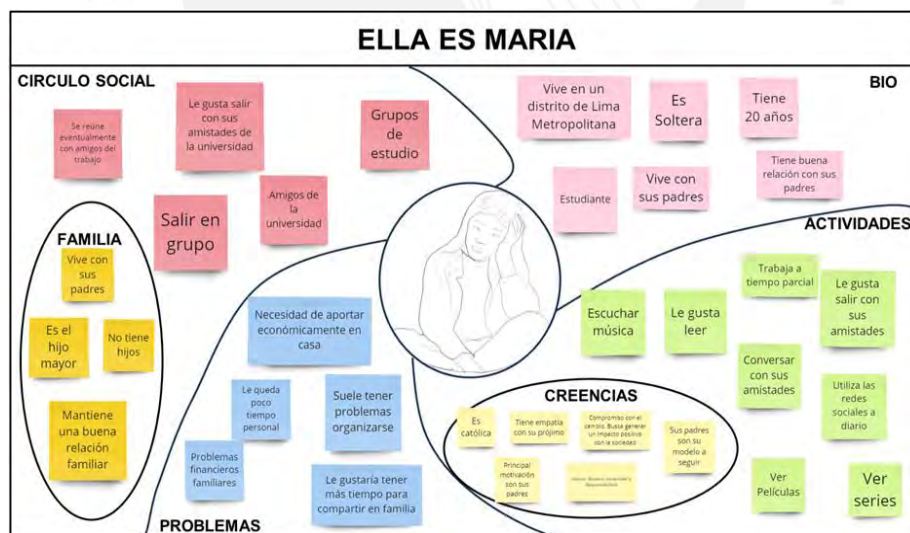 ELLA ES MARIA
CIRCULO SOCIAL
Se reúne
eventualmente
con amigos del
trabajo
Le gusta salir
con sus
amistades de
la universidad
Grupos
de
estudio
Salir en
grupo
Amigos de
la
universidad
BIO
Vive en un
distrito de Lima
Metropolitana
Es
Soltera
Tiene
20 años
Estudiante
Vive con
sus padres
Tiene buena
relación con sus
padres
FAMILIA
Vive con
sus
padres
Es el
hijo
mayor
No tiene
hijos
Mantiene
una buena
relación
familiar
PROBLEMAS
Necesidad de aportar
económicamente en
casa
Le queda
poco
tiempo
personal
Suele tener
problemas
organizarse
Problemas
financieros
familiares
Le gustaría tener
más tiempo para
compartir en familia
CREENCIAS
Es
católica
Tiene empatía
con su prójimo
Compromiso con el
Busca generar
un impacto positivo
con la sociedad
Sus padres
son su
modelo a
seguir
Principal
motivación son
sus padres
ACTIVIDADES
Trabaja a
tiempo parcial
Le gusta
salir con
sus
amistades
Escuchar
música
Le gusta
leer
Conversar
con sus
amistades
Utiliza las
redes
sociales a
diario
Ver
Películas
Ver
series